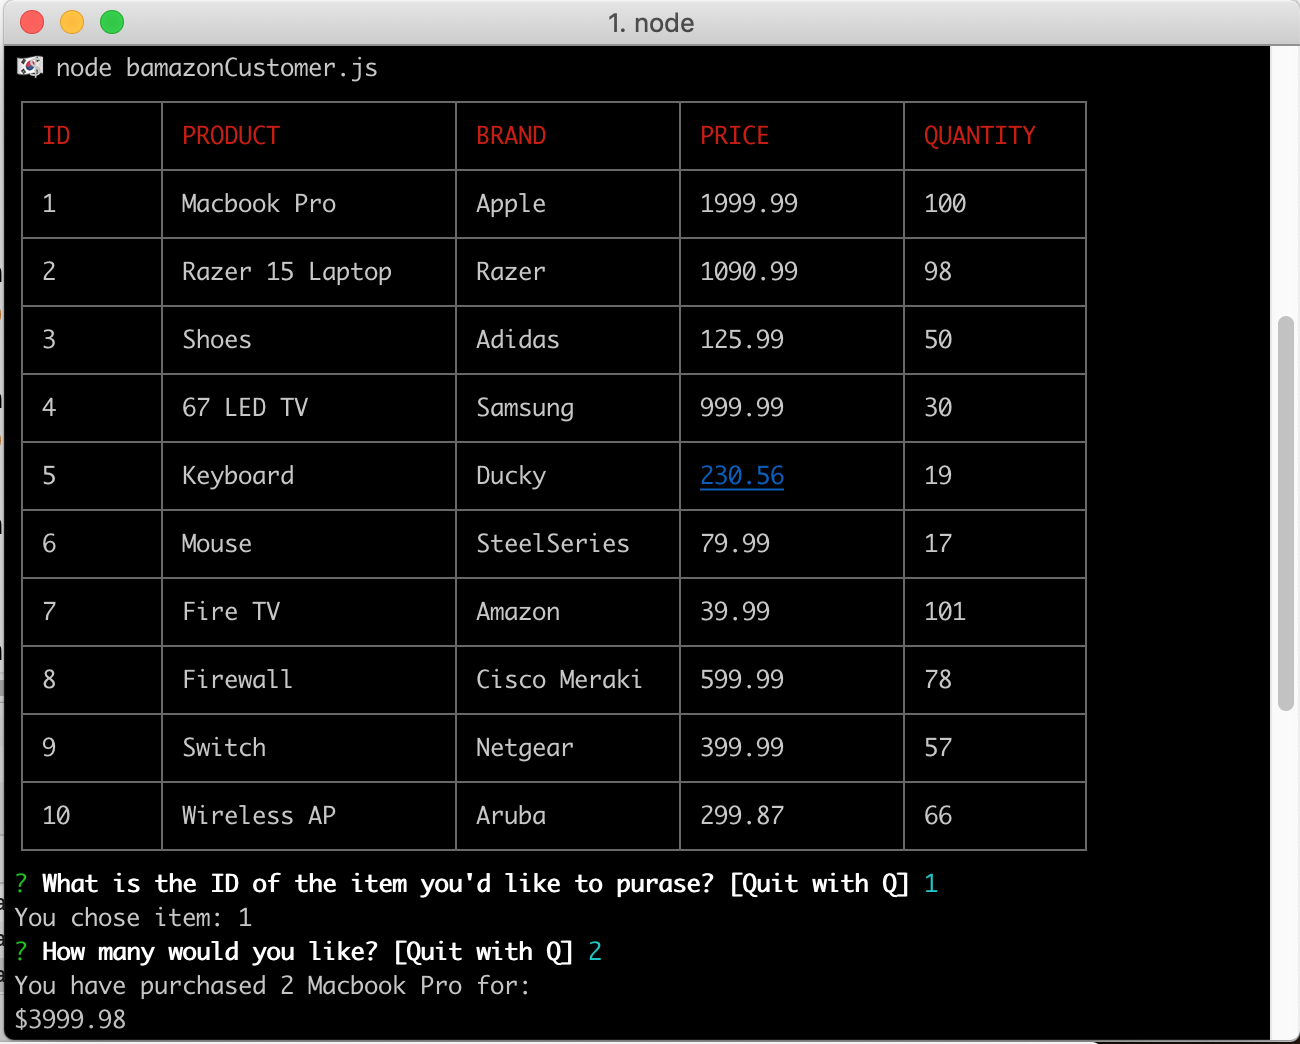 1. node
node bamazonCustomer.js
ID PRODUCT BRAND PRICE QUANTITY
1 Macbook Pro Apple 1999.99 100
2 Razer 15 Laptop Razer 1090.99 98
3 Shoes Adidas 125.99 50
4 67 LED TV Samsung 999.99 30
5 Keyboard Ducky 230.56 19
6 Mouse SteelSeries 79.99 17
7 Fire TV Amazon 39.99 101
8 Firewall Cisco Meraki 599.99 78
9 Switch Netgear 399.99 57
10 Wireless AP Aruba 299.87 66
? What is the ID of the item you'd like to purase? [Quit with Q] 1
You chose item: 1
? How many would you like? [Quit with Q] 2
You have purchased 2 Macbook Pro for:
$3999.98